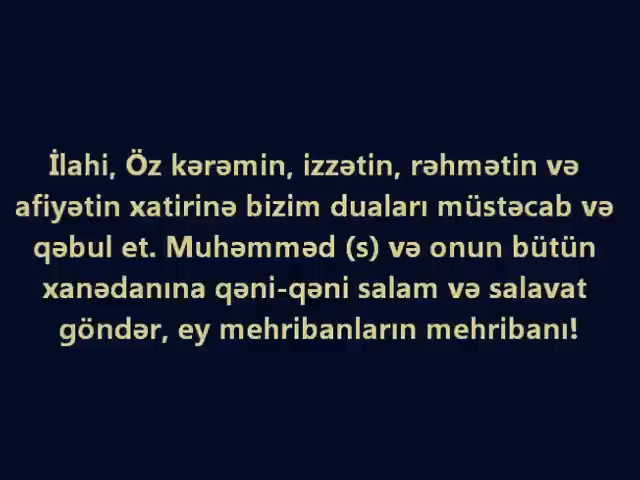 İlahi, Öz kərəmin, izzətin, rəhmətin və
afiyətin xatirinə bizim duaları müstəcab və
qəbul et. Muhəmməd (s) və onun bütün
xanədanına qəni-qəni salam və salavat
göndər, ey mehribanların mehribanı!